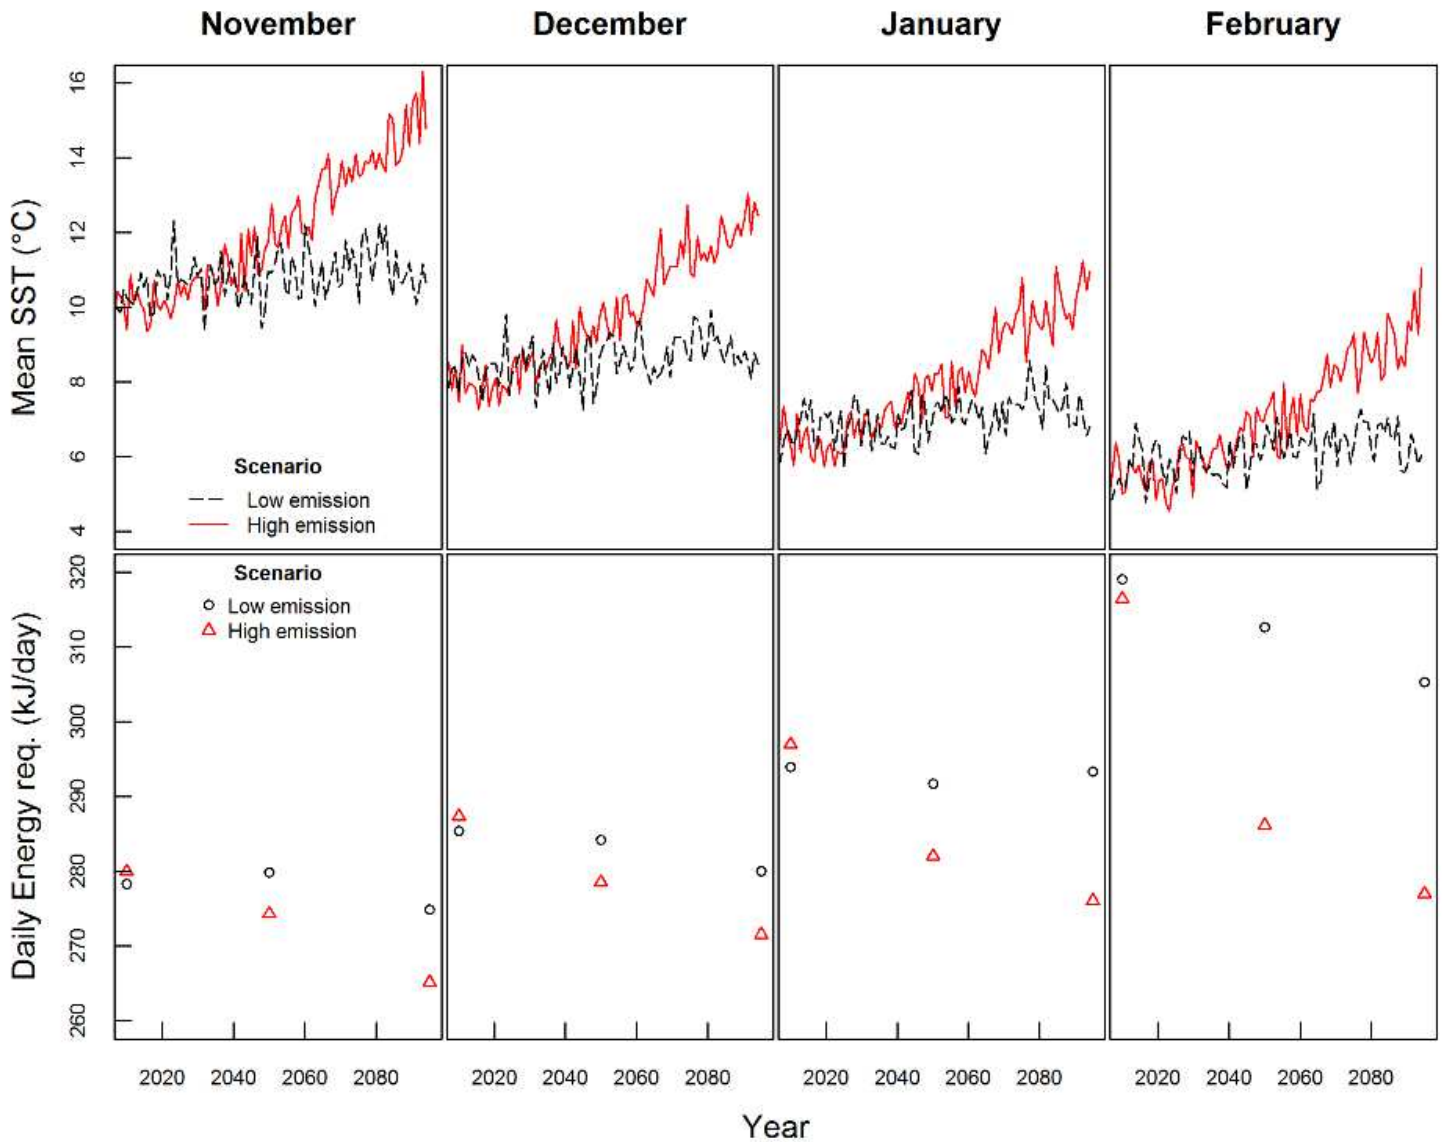 November December January February
Mean SST (°C)
16
14
12
10
8
6
4
Scenario
Low emission
High emission
Daily Energy req. (kJ/day)
320
310
300
290
280
270
260
Scenario
Low emission
High emission
2020 2040 2060 2080 2020 2040 2060 2080 2020 2040 2060 2080 2020 2040 2060 2080
Year